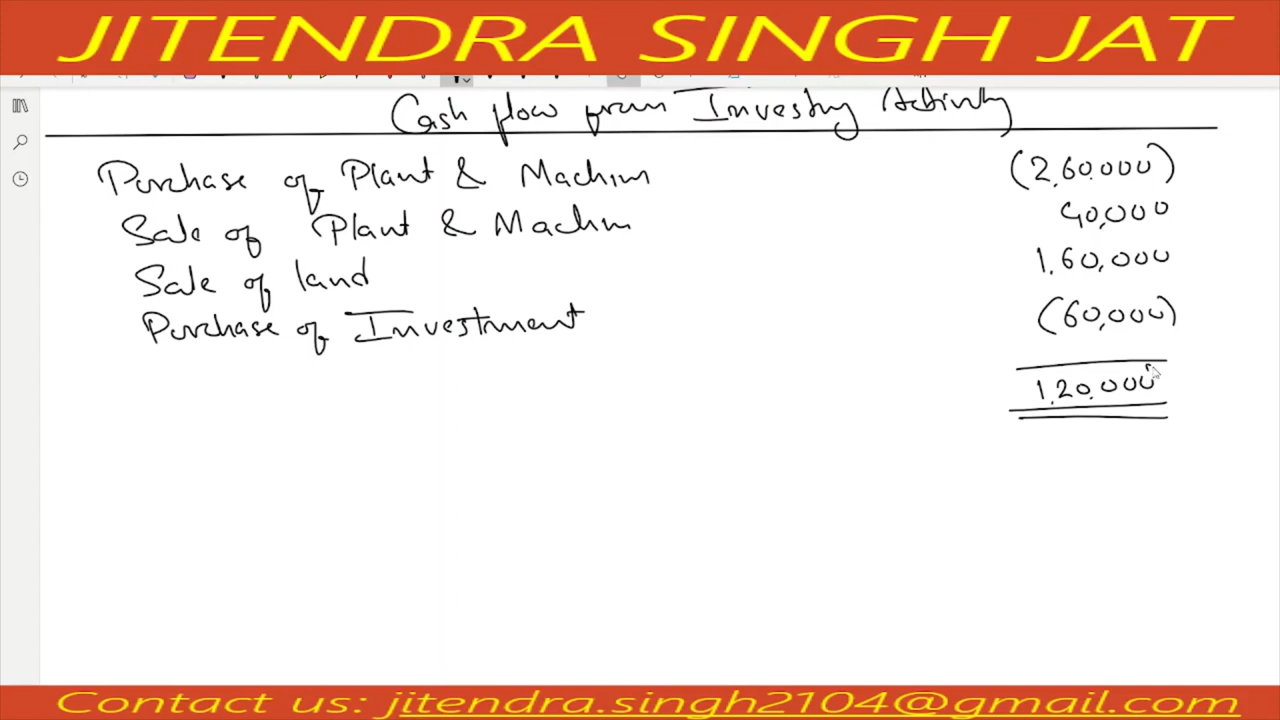 JITENDRA SINGH JAT
Cash flow from Investing Activity
Purchase of Plant & Machin (2,60,000)
Sale of Plant & Machin 40,000
Sale of land 1,60,000
Purchase of Investment (60,000)
1,20,000
Contact us: jitendra.singh2104@gmail.com